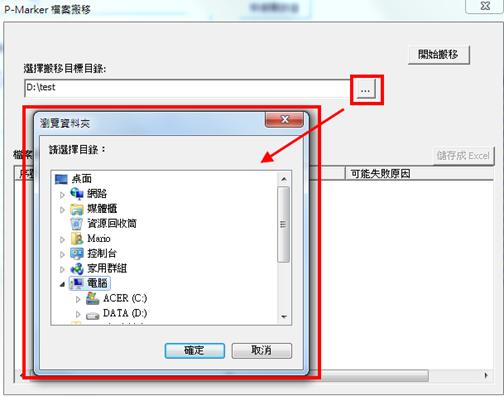 P-Marker 檔案搬移
開始搬移
選擇搬移目標目錄:
D:\test
...
瀏覽資料夾
請選擇目錄：
檔案
儲存成 Excel
可能失敗原因
桌面
網路
媒體櫃
資源回收筒
Mario
控制台
家用群組
電腦
ACER (C:)
DATA (D:)
確定
取消